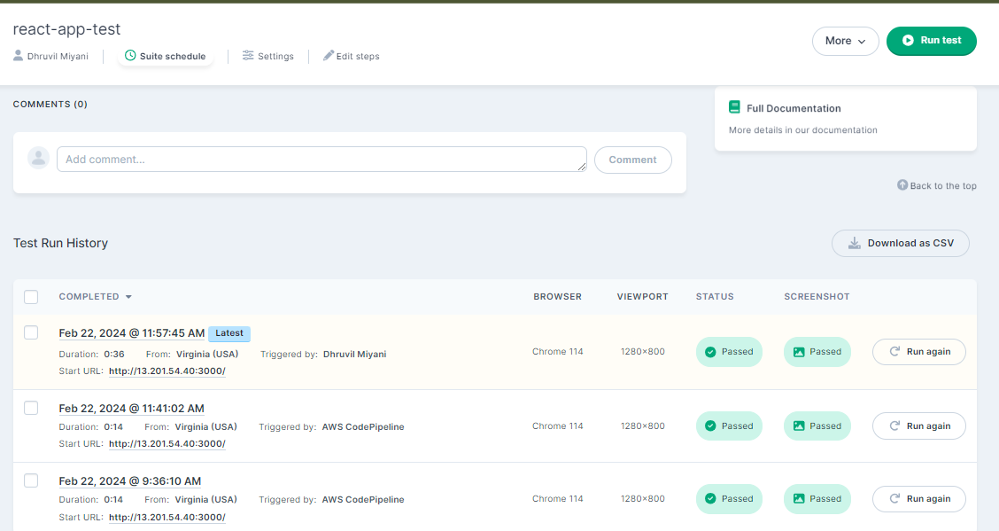 react-app-test
More
Run test
Dhruvil Miyani
Suite schedule
Settings
Edit steps
COMMENTS (0)
Full Documentation
More details in our documentation
Add comment...
Comment
Back to the top
Test Run History
Download as CSV
COMPLETED BROWSER VIEWPORT STATUS SCREENSHOT
Feb 22, 2024 @ 11:57:45 AM Latest
Duration: 0:36 From: Virginia (USA) Triggered by: Dhruvil Miyani
Start URL: http://13.201.54.40:3000/
Chrome 114 1280×800 Passed Passed Run again
Feb 22, 2024 @ 11:41:02 AM
Duration: 0:14 From: Virginia (USA) Triggered by: AWS CodePipeline
Start URL: http://13.201.54.40:3000/
Chrome 114 1280×800 Passed Passed Run again
Feb 22, 2024 @ 9:36:10 AM
Duration: 0:14 From: Virginia (USA) Triggered by: AWS CodePipeline
Start URL: http://13.201.54.40:3000/
Chrome 114 1280×800 Passed Passed Run again